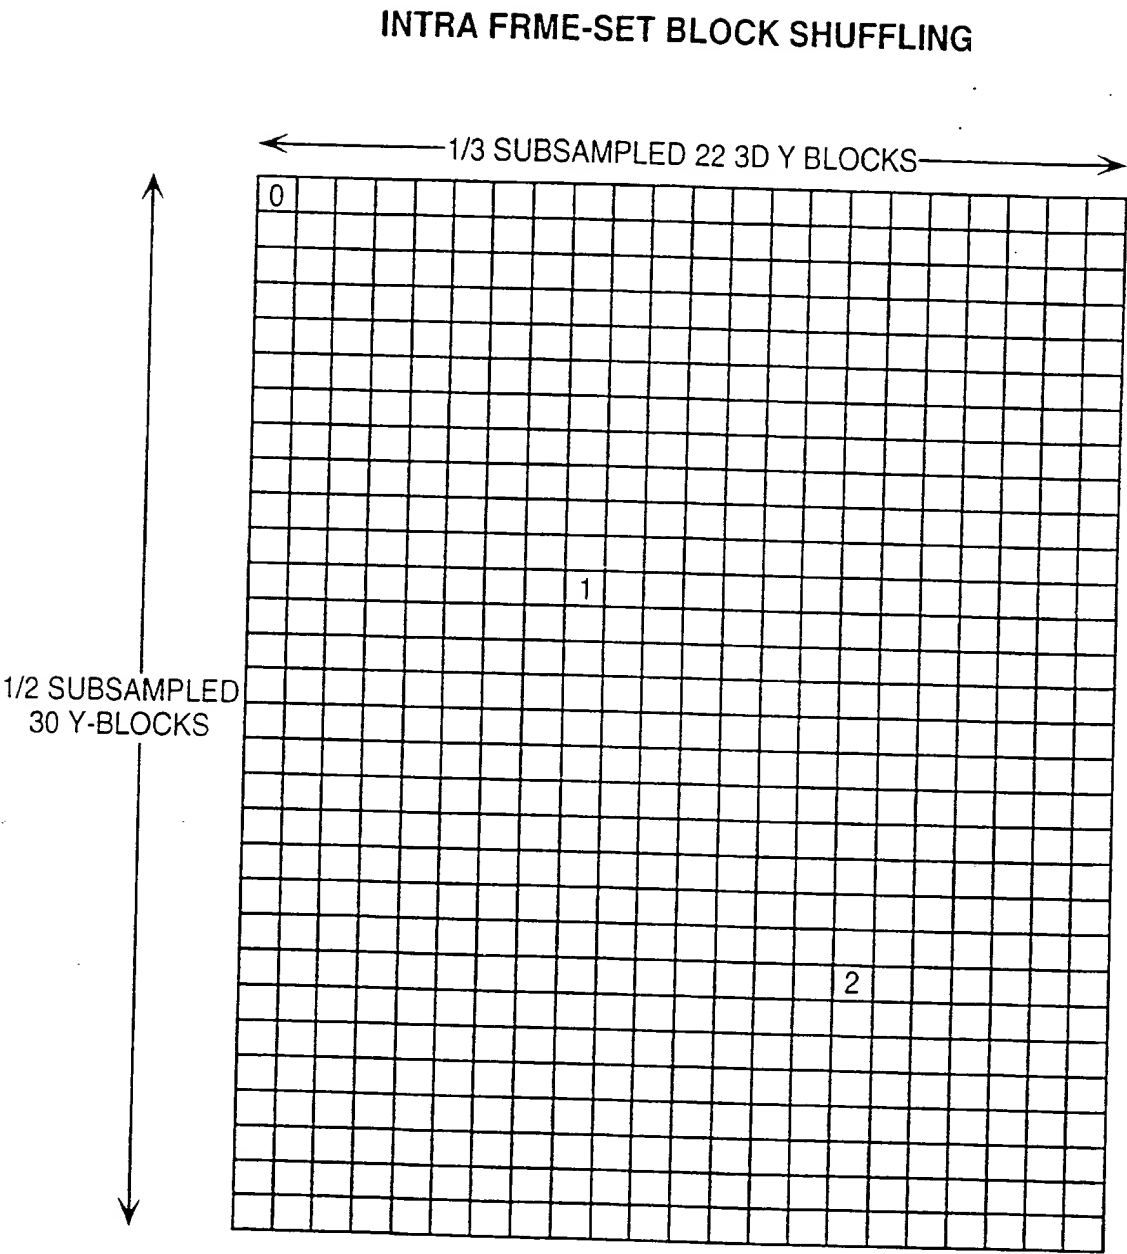 INTRA FRME-SET BLOCK SHUFFLING
1/3 SUBSAMPLED 22 3D Y BLOCKS
0
1
1/2 SUBSAMPLED
30 Y-BLOCKS
2